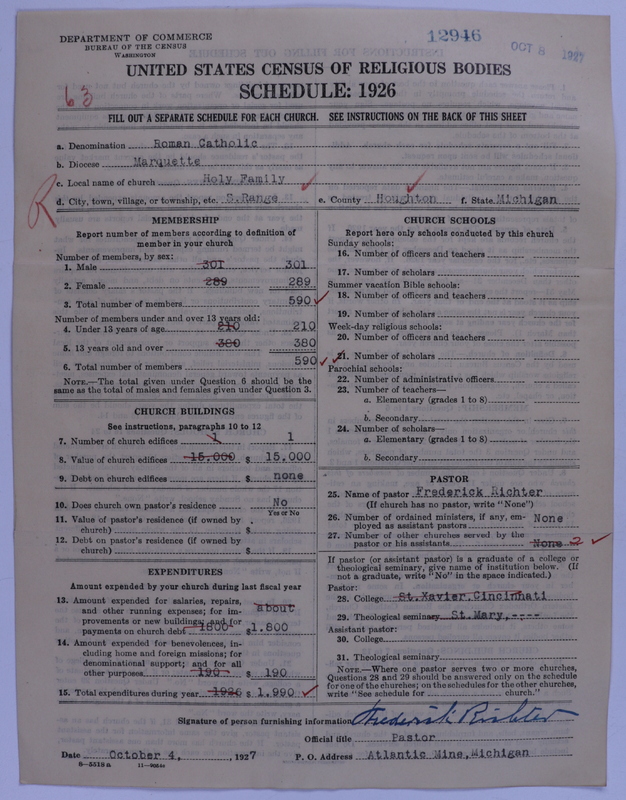 DEPARTMENT OF COMMERCE
BUREAU OF THE CENSUS
WASHINGTON
12946
OCT 8 1927
UNITED STATES CENSUS OF RELIGIOUS BODIES
SCHEDULE: 1926
63
FILL OUT A SEPARATE SCHEDULE FOR EACH CHURCH. SEE INSTRUCTIONS ON THE BACK OF THIS SHEET
a. Denomination Roman Catholic
b. Diocese Marquette
c. Local name of church Holy Family
R
d. City, town, village, or township, etc. S.Range e. County Houghton f. State Michigan
MEMBERSHIP
Report number of members according to definition of
member in your church
Number of members, by sex:
1. Male 301 301
2. Female 289 289
3. Total number of members 590
Number of members under and over 13 years old:
4. Under 13 years of age 210 210
5. 13 years old and over 380 380
6. Total number of members 590
NOTE.—The total given under Question 6 should be the
same as the total of males and females given under Question 3.
CHURCH BUILDINGS
See instructions, paragraphs 10 to 12
7. Number of church edifices 1 1
8. Value of church edifices 15,000 $ 15,000
9. Debt on church edifices $ none
10. Does church own pastor's residence No
Yes or No
11. Value of pastor's residence (if owned by
church) $
12. Debt on pastor's residence (if owned by
church) $
EXPENDITURES
Amount expended by your church during last fiscal year
13. Amount expended for salaries, repairs,
and other running expenses; for im- about
provements or new buildings; and for
payments on church debt 1800 $1.800
14. Amount expended for benevolences, in-
cluding home and foreign missions; for
denominational support; and for all
other purposes 190 $ 190
15. Total expenditures during year 1926 $ 1.990
CHURCH SCHOOLS
Report here only schools conducted by this church
Sunday schools:
16. Number of officers and teachers
17. Number of scholars
Summer vacation Bible schools:
18. Number of officers and teachers
19. Number of scholars
Week-day religious schools:
20. Number of officers and teachers
21. Number of scholars
Parochial schools:
22. Number of administrative officers
23. Number of teachers—
a. Elementary (grades 1 to 8)
b. Secondary
24. Number of scholars—
a. Elementary (grades 1 to 8)
b. Secondary
PASTOR
25. Name of pastor Frederick Richter
(If church has no pastor, write "None")
26. Number of ordained ministers, if any, em-
ployed as assistant pastors None
27. Number of other churches served by the
pastor or his assistants None 2
If pastor (or assistant pastor) is a graduate of a college or
theological seminary, give name of institution below. (If
not a graduate, write "No" in the space indicated.)
Pastor:
28. College St. Xavier, Cincinnati
29. Theological seminary St. Mary,----
Assistant pastor:
30. College
31. Theological seminary
NOTE.—Where one pastor serves two or more churches,
Questions 28 and 29 should be answered only on the schedule
for one of the churches; on the schedules for the other churches,
write "See schedule for church."
Signature of person furnishing information Frederick Richter
Official title Pastor
Date October 4, , 1927 P. O. Address Atlantic Mine, Michigan
8—5518a 11—9054a